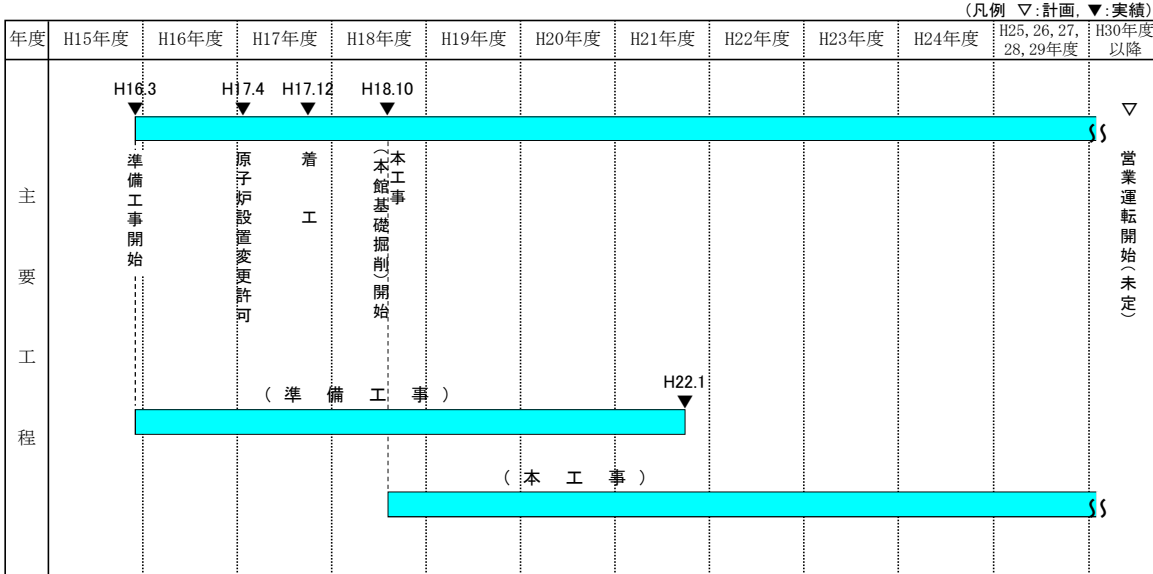 (凡例 ▽:計画, ▼:実績)
年度 H15年度 H16年度 H17年度 H18年度 H19年度 H20年度 H21年度 H22年度 H23年度 H24年度 H25,26,27,28,29年度 H30年度以降
主要工程
H16.3 H17.4 H17.12 H18.10
▼ ▼ ▼ ▼ ▽
準備工事開始
原子炉設置変更許可
着工
本工事
(本館基礎掘削)開始
営業運転開始(未定)
(準備工事)
H22.1
▼
(本工事)